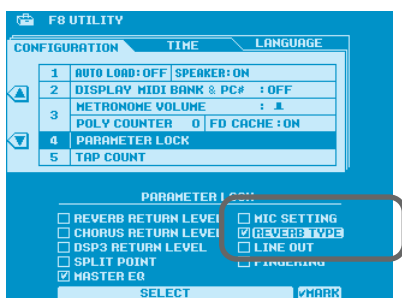 F8 UTILITY
CONFIGURATION TIME LANGUAGE
1 AUTO LOAD:OFF SPEAKER:ON
2 DISPLAY MIDI BANK & PC# :OFF
3 METRONOME VOLUME :
POLY COUNTER 0 FD CACHE:ON
4 PARAMETER LOCK
5 TAP COUNT
PARAMETER LOCK
REVERB RETURN LEVEL MIC SETTING
CHORUS RETURN LEVEL REVERB TYPE
DSP3 RETURN LEVEL LINE OUT
SPLIT POINT FINGERING
MASTER EQ
SELECT MARK